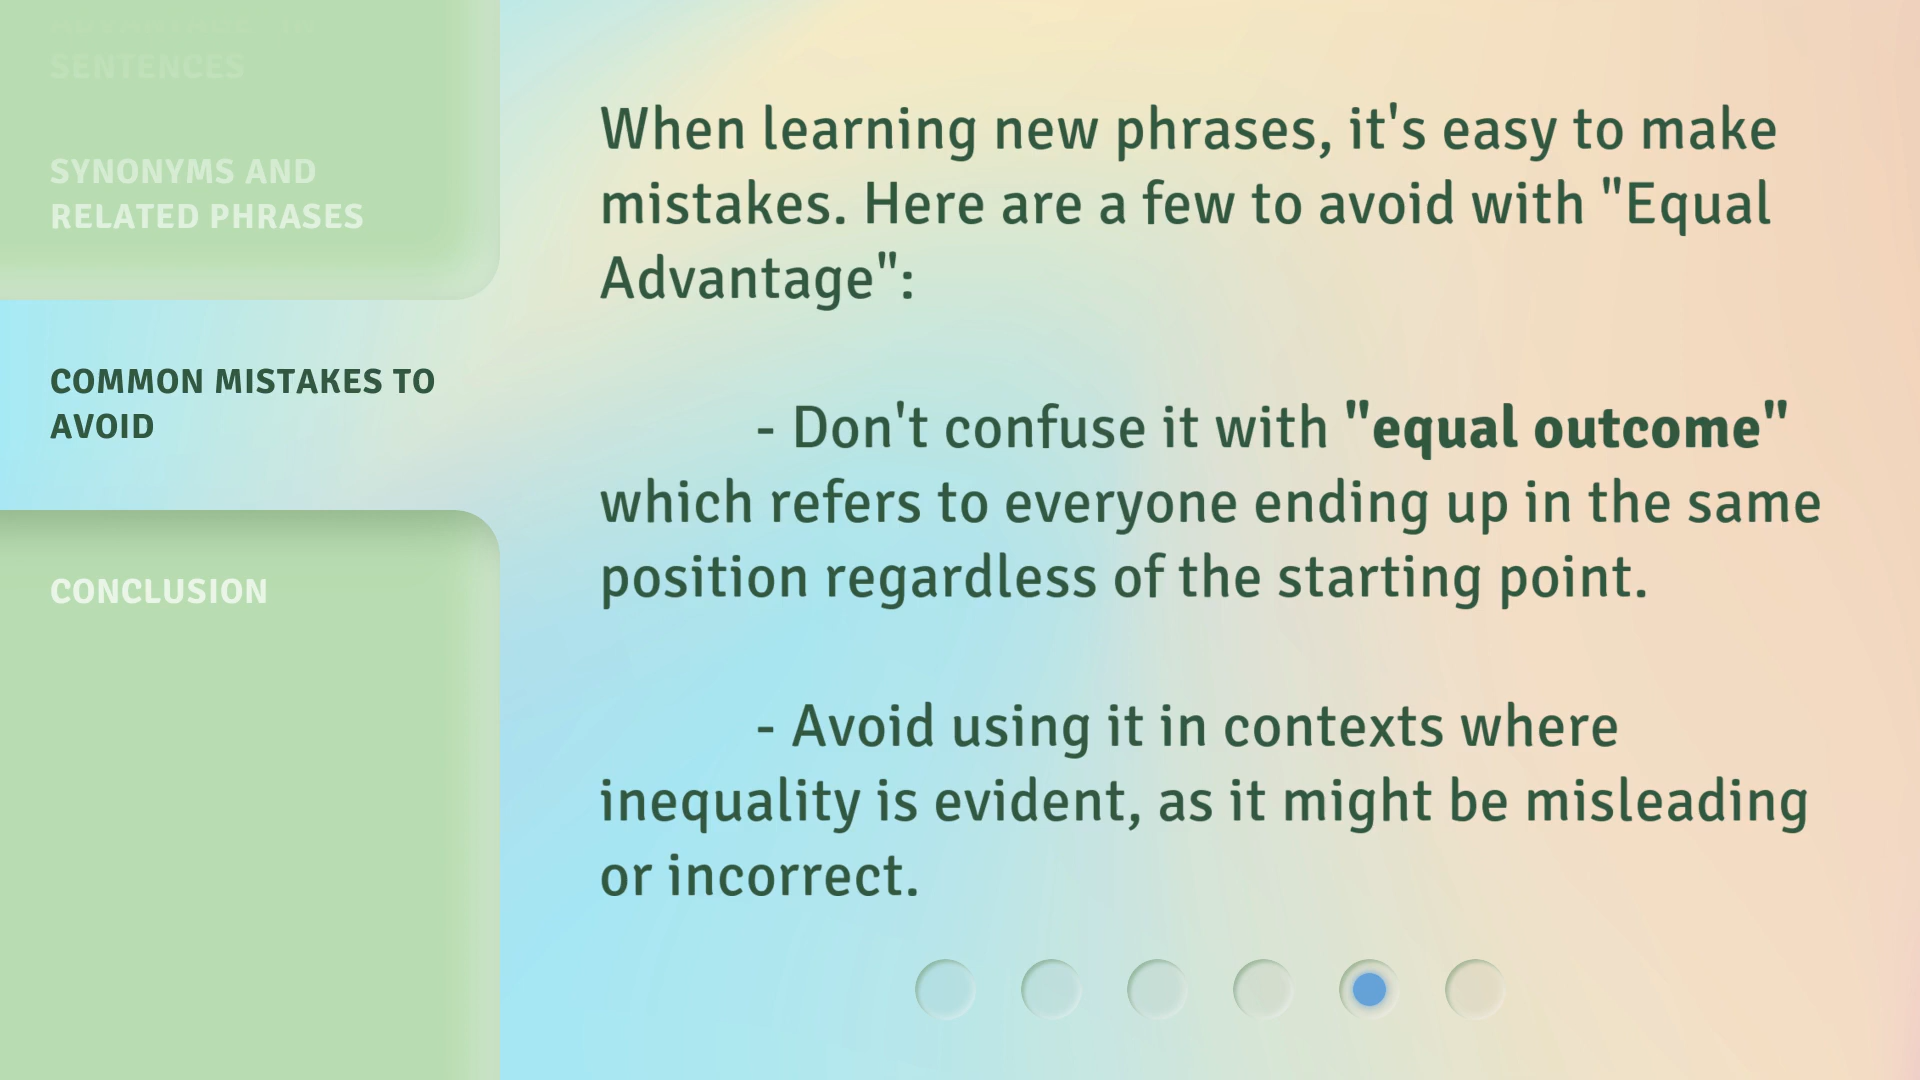 SENTENCES
SYNONYMS AND
RELATED PHRASES
COMMON MISTAKES TO
AVOID
CONCLUSION
When learning new phrases, it's easy to make
mistakes. Here are a few to avoid with "Equal
Advantage":
- Don't confuse it with "equal outcome"
which refers to everyone ending up in the same
position regardless of the starting point.
- Avoid using it in contexts where
inequality is evident, as it might be misleading
or incorrect.